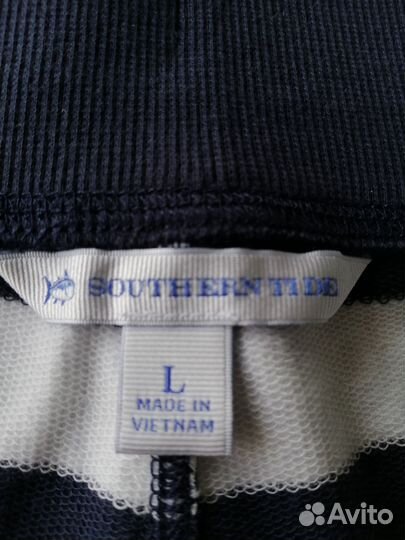 SOUTHERN TIDE
L
MADE IN
VIETNAM
Avito